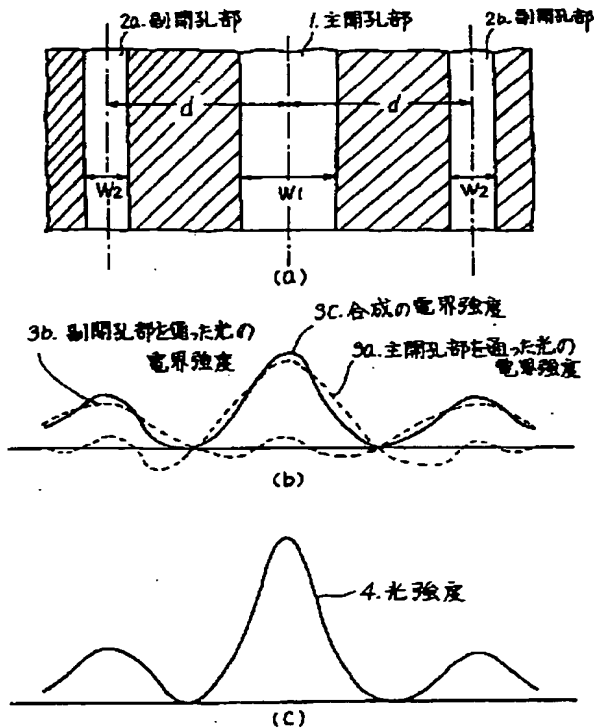 2a. 副開孔部
1. 主開孔部
2b. 副開孔部
d
d
W2
W1
W2
(a)
3c. 合成の電界強度
3b. 副開孔部を通った光の
電界強度
3a. 主開孔部を通った光の
電界強度
(b)
4. 光強度
(c)